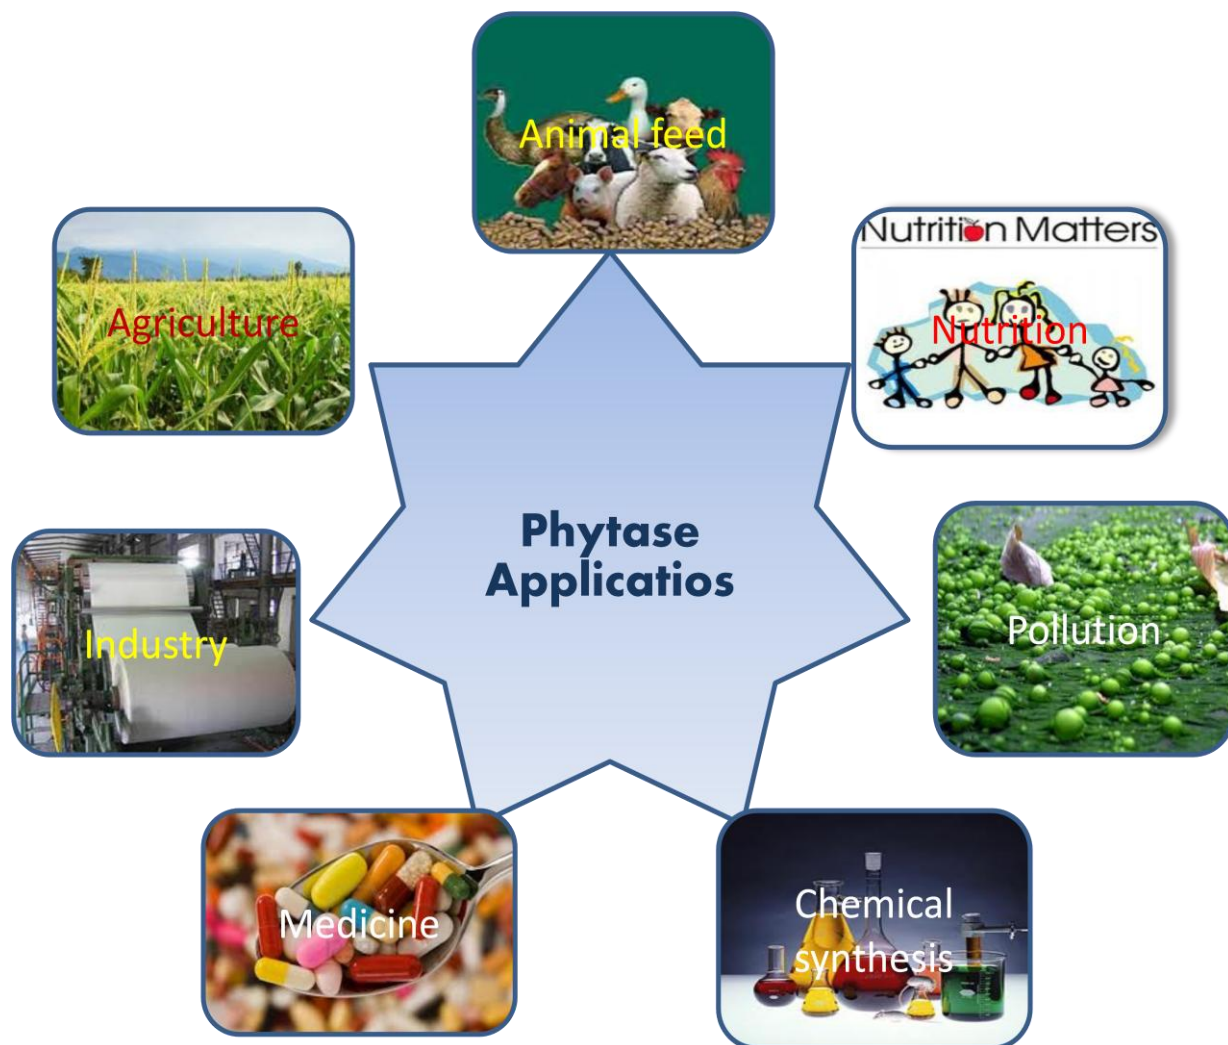 Animal feed
Nutrition Matters
Nutrition
Agriculture
Phytase
Applicatios
Pollution
Industry
Chemical
synthesis
Medicine